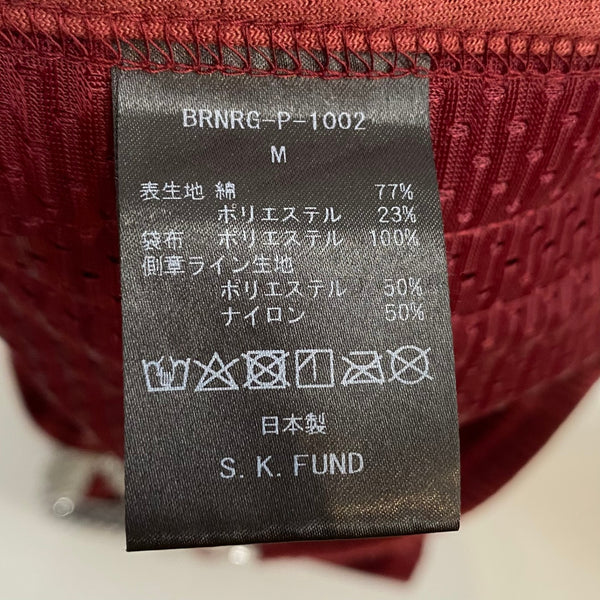 BRNRG-P-1002
M
表生地 綿 77%
ポリエステル 23%
袋布 ポリエステル 100%
側章ライン生地
ポリエステル 50%
ナイロン 50%
日本製
S. K. FUND